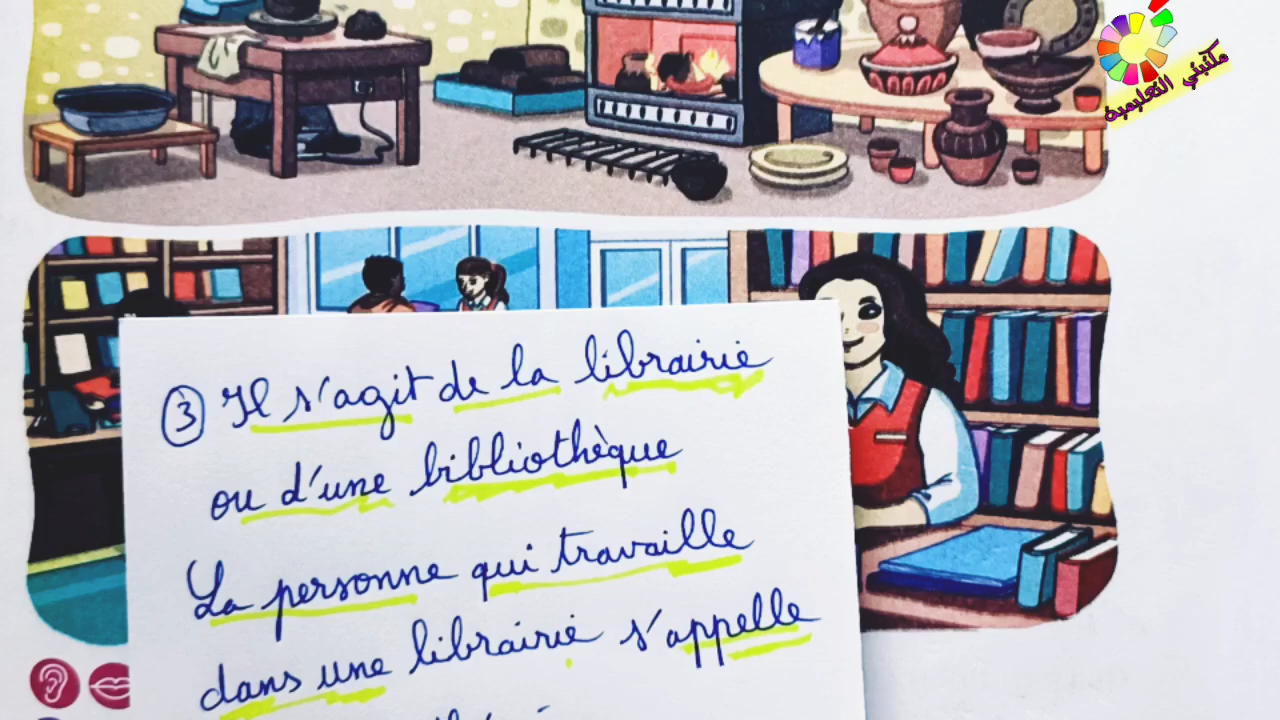 مكتبتي التعليمية
③ Il s'agit de la librairie
ou d'une bibliothèque
La personne qui travaille
dans une librairie s'appelle